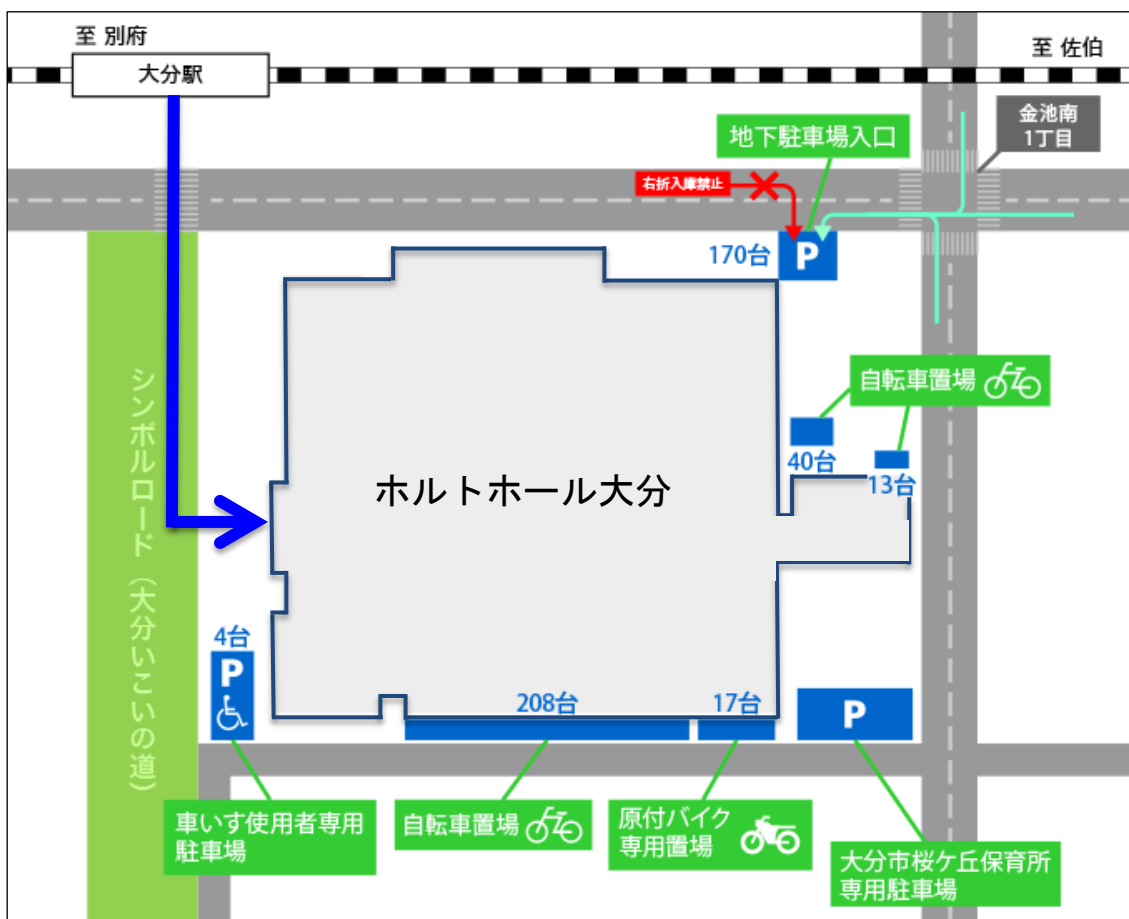 至 別府
大分駅
至 佐伯
金池南
1丁目
地下駐車場入口
右折入庫禁止
170台
P
自転車置場
40台
13台
ホルトホール大分
シンボルロード（大分いこいの道）
4台
P
208台
17台
P
車いす使用者専用
駐車場
自転車置場
原付バイク
専用置場
大分市桜ケ丘保育所
専用駐車場